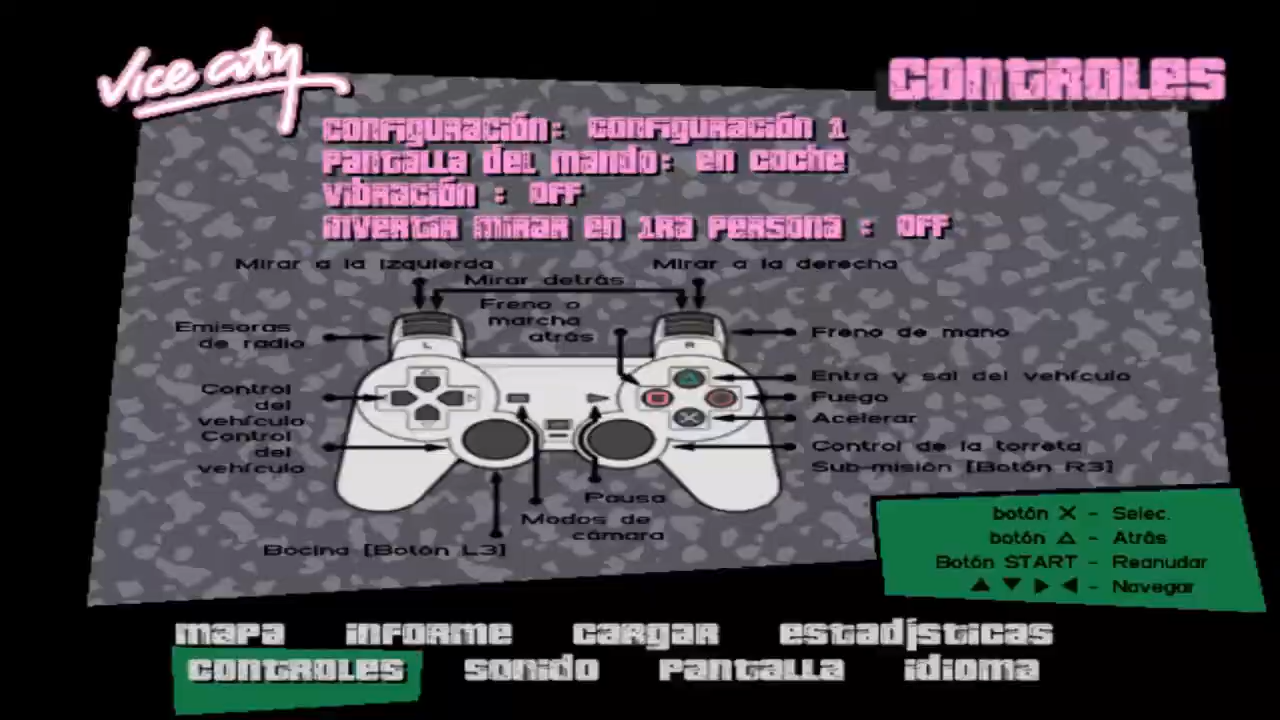 Vice City
CONTROLES
Configuración: Configuración 1
Pantalla del mando: en coche
Vibración : OFF
Invertir mirar en 1ra persona : OFF
Mirar a la izquierda
Mirar a la derecha
Mirar detrás
Freno o
marcha
atrás
Emisoras
de radio
Freno de mano
L
R
Entra y sal del vehículo
Control
del
vehículo
Fuego
Acelerar
Control
del
vehículo
Control de la torreta
Sub-misión [Botón R3]
Pausa
Modos de
cámara
Bocina [Botón L3]
botón X - Selec.
botón △ - Atrás
Botón START - Reanudar
▲ ▼ ▶ ◀ - Navegar
mapa informe cargar estadísticas
controles sonido pantalla idioma